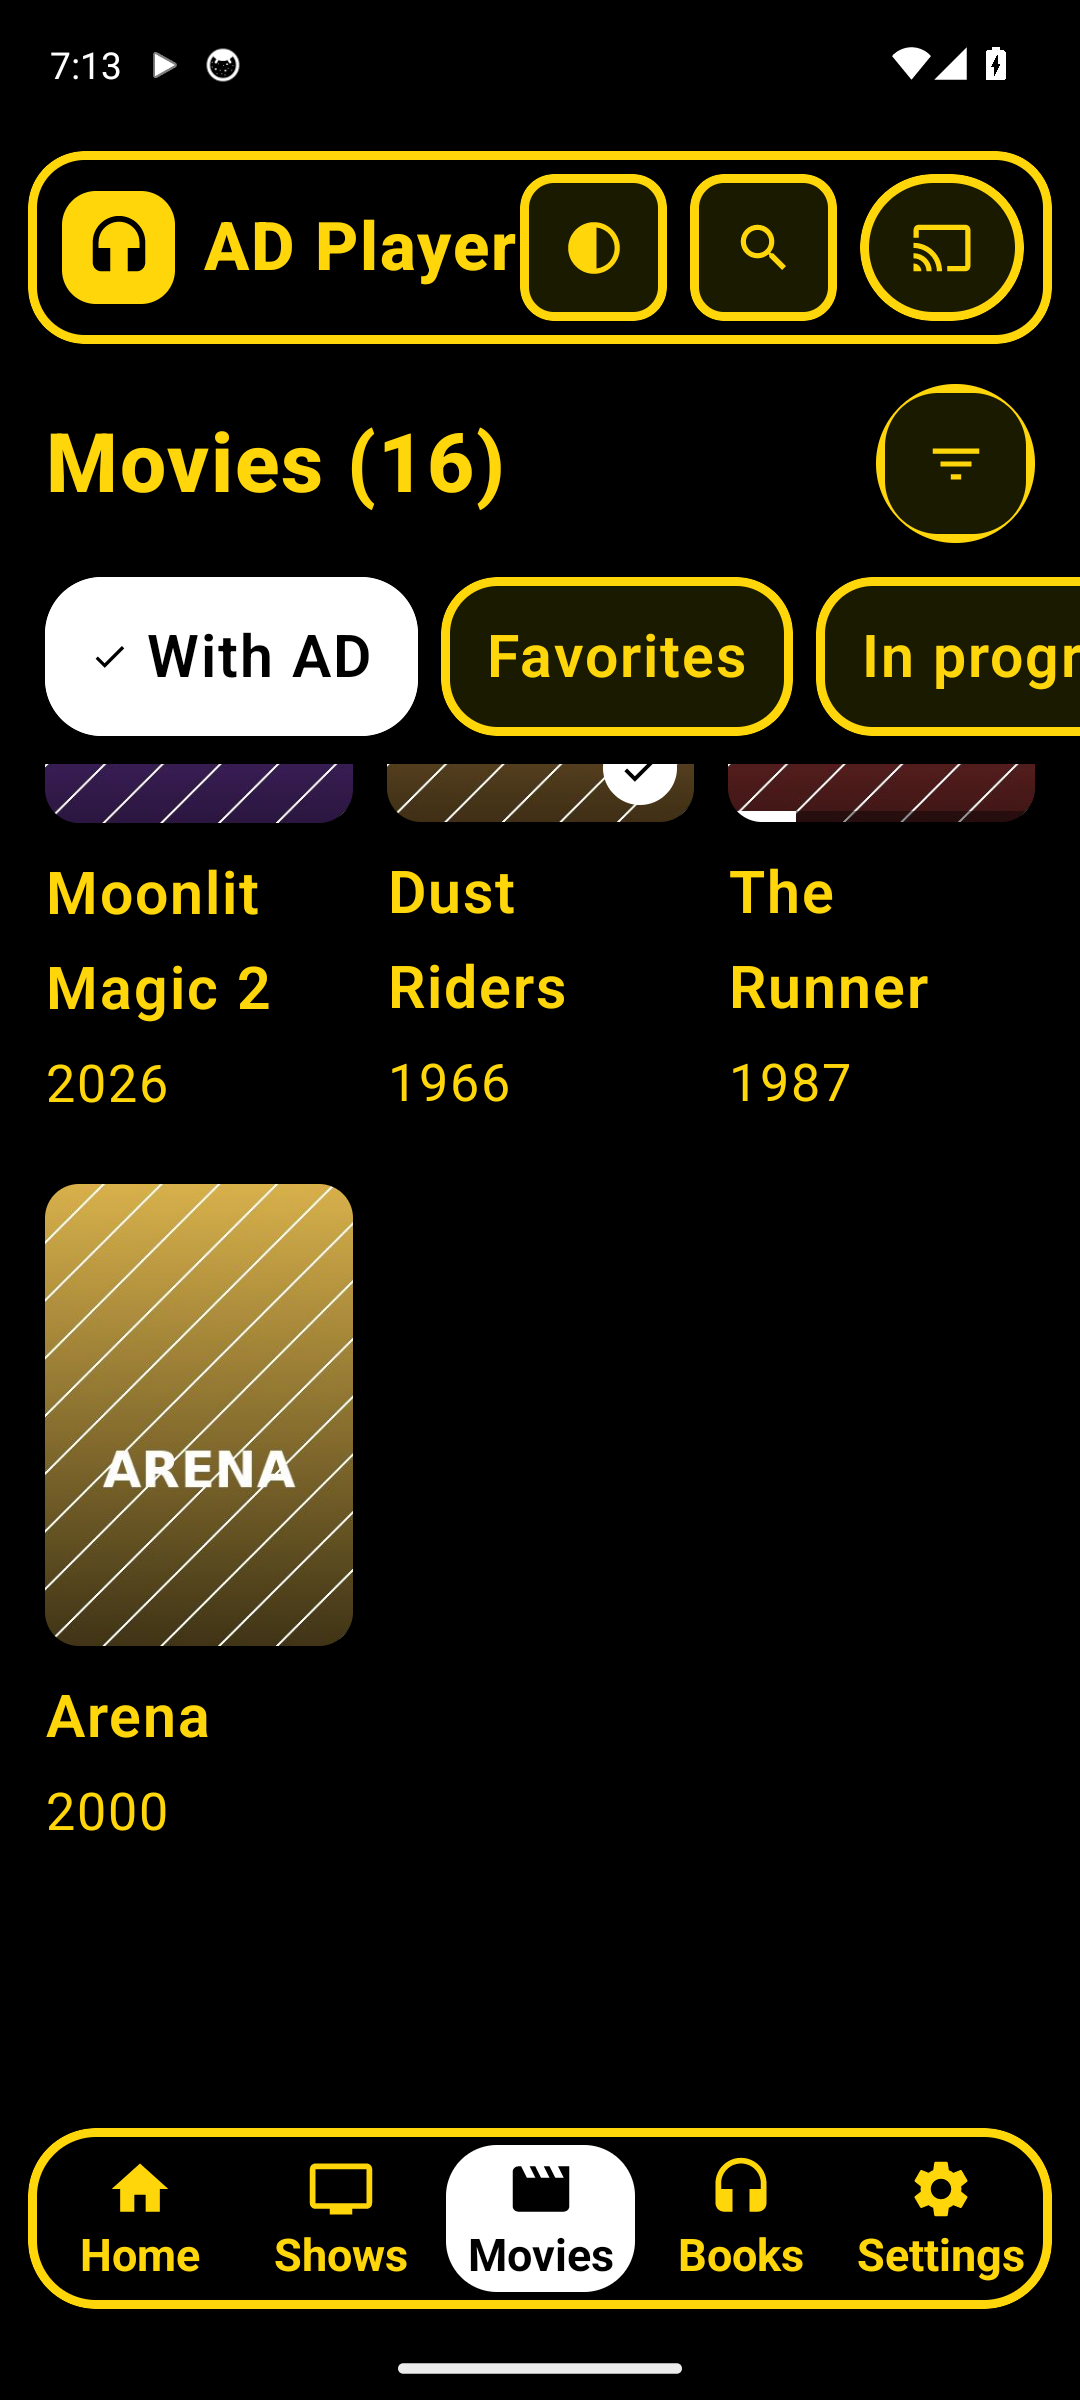 7:13
AD Player
Movies (16)
With AD
Favorites
In progr
Moonlit
Magic 2
2026
Dust
Riders
1966
The
Runner
1987
ARENA
Arena
2000
Home
Shows
Movies
Books
Settings